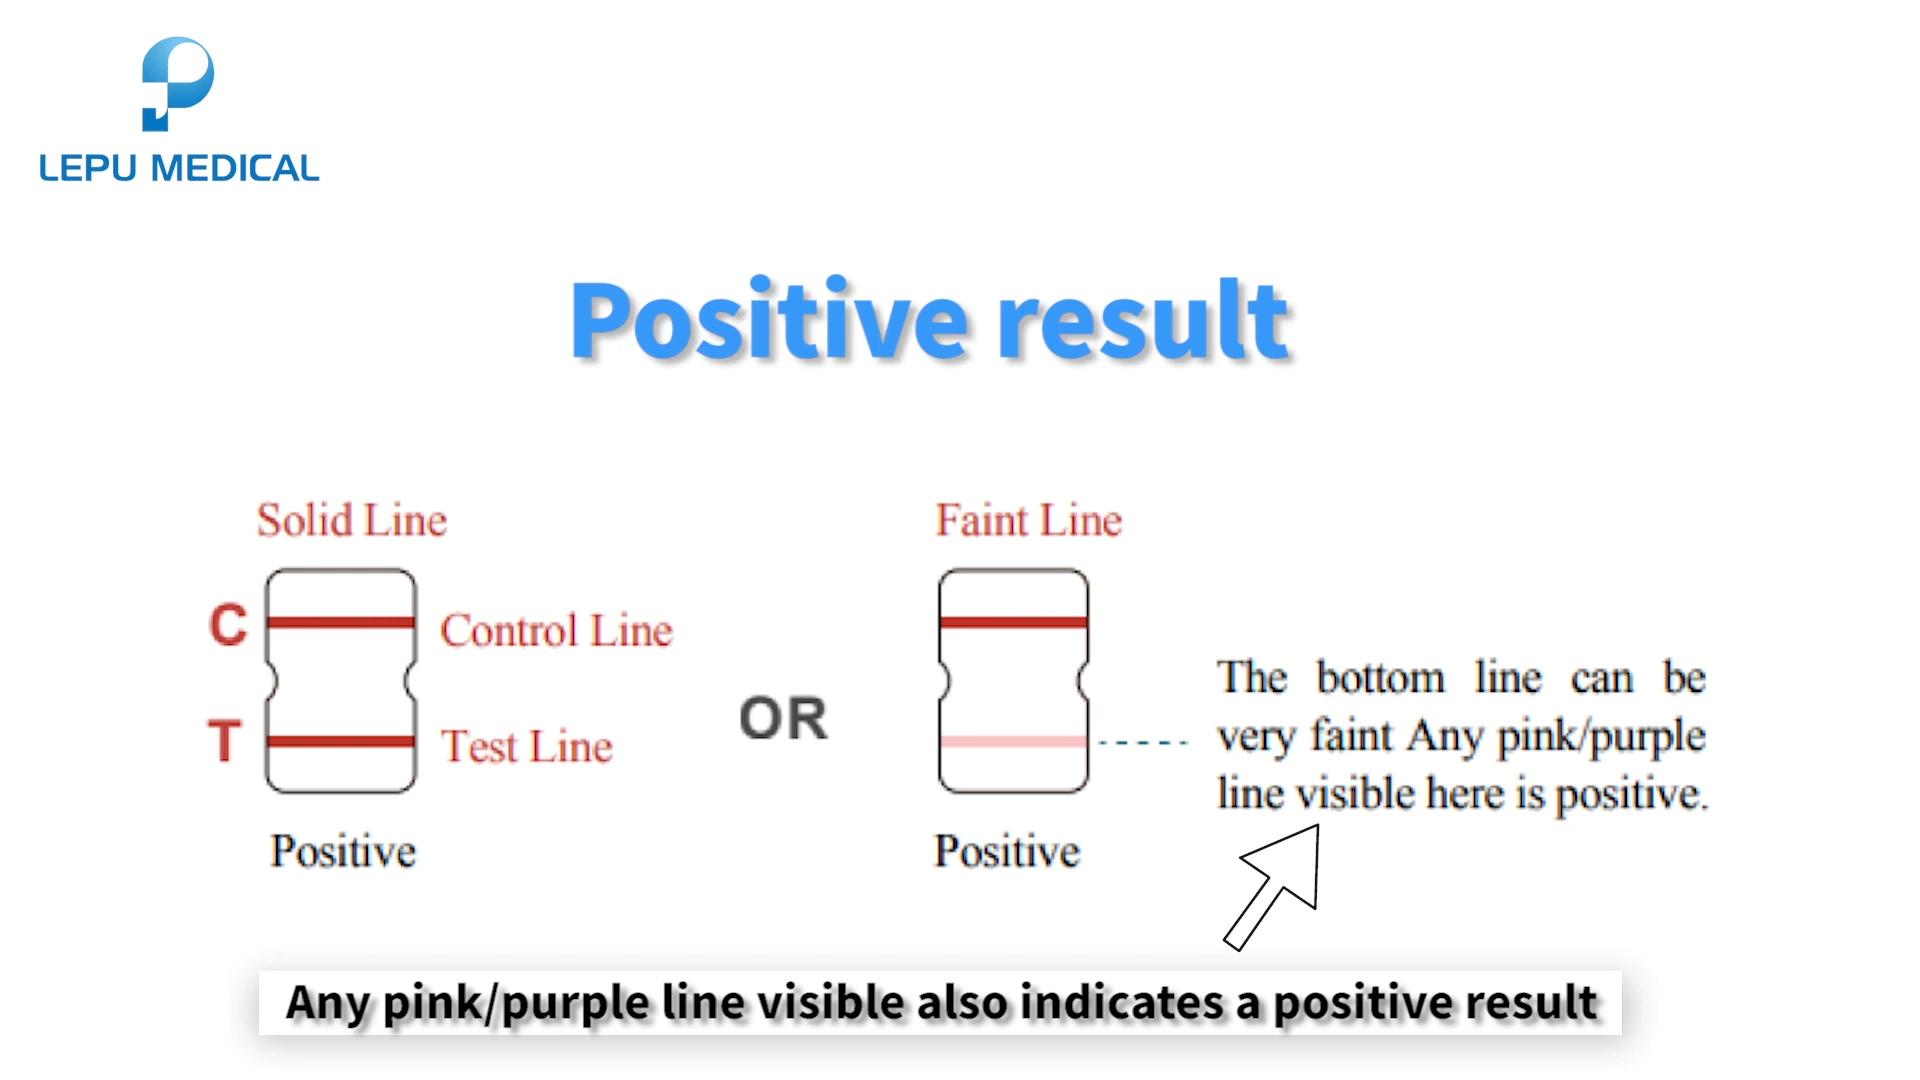 LEPU MEDICAL
Positive result
Solid Line
C
Control Line
T
Test Line
Positive
OR
Faint Line
The bottom line can be
very faint Any pink/purple
line visible here is positive.
Positive
Any pink/purple line visible also indicates a positive result